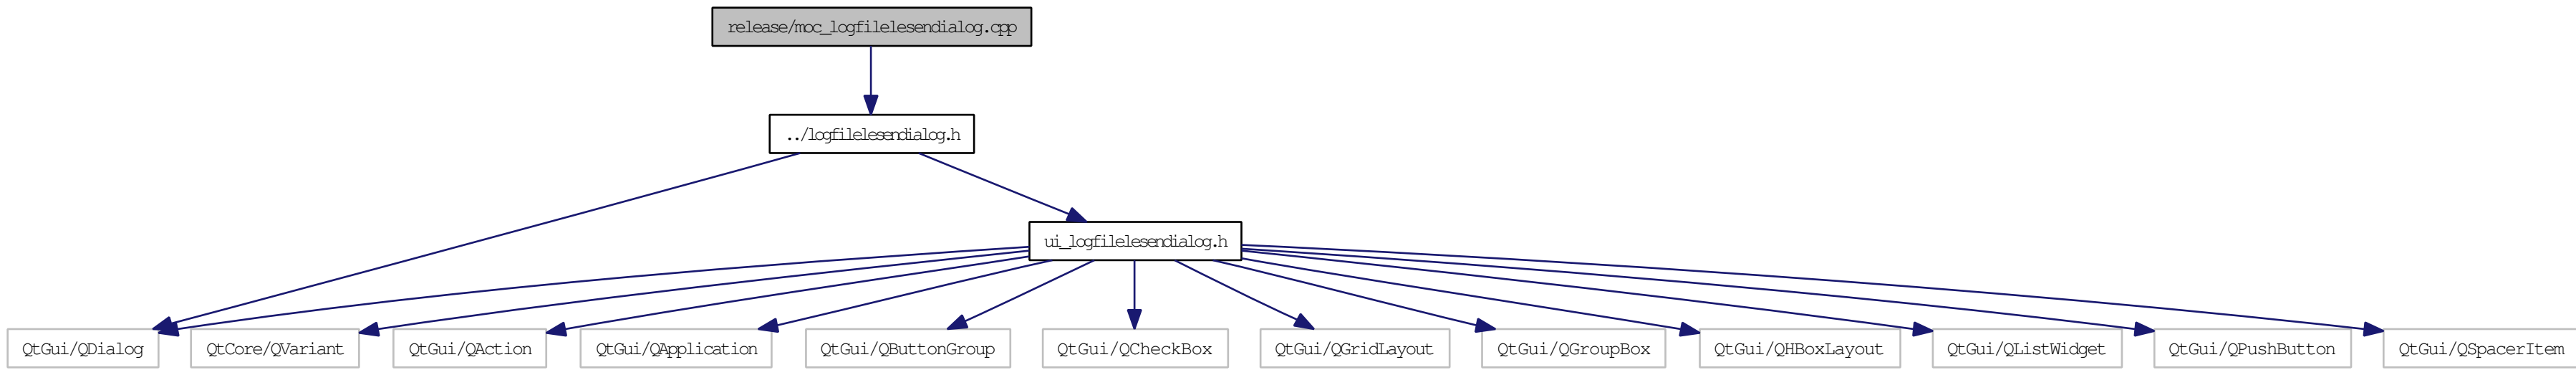 release/moc_logfilelesendialog.cpp
../logfilelesendialog.h
ui_logfilelesendialog.h
QtGui/QDialog
QtCore/QVariant
QtGui/QAction
QtGui/QApplication
QtGui/QButtonGroup
QtGui/QCheckBox
QtGui/QGridLayout
QtGui/QGroupBox
QtGui/QHBoxLayout
QtGui/QListWidget
QtGui/QPushButton
QtGui/QSpacerItem